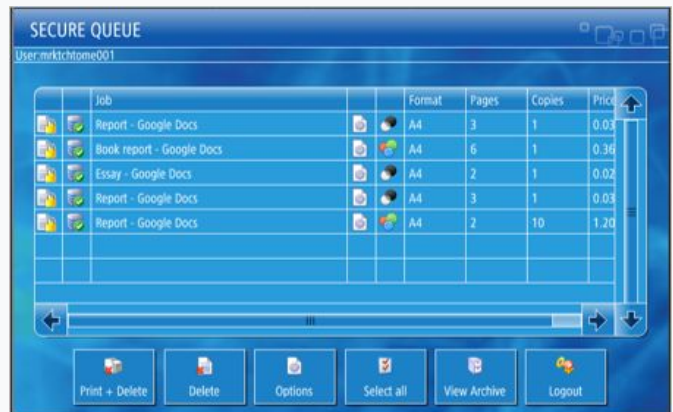 SECURE QUEUE
User:mrktchtome001
Job Format Pages Copies Price
Report - Google Docs A4 3 1 0.03
Book report - Google Docs A4 6 1 0.36
Essay - Google Docs A4 2 1 0.02
Report - Google Docs A4 3 1 0.03
Report - Google Docs A4 2 10 1.20
Print + Delete Delete Options Select all View Archive Logout